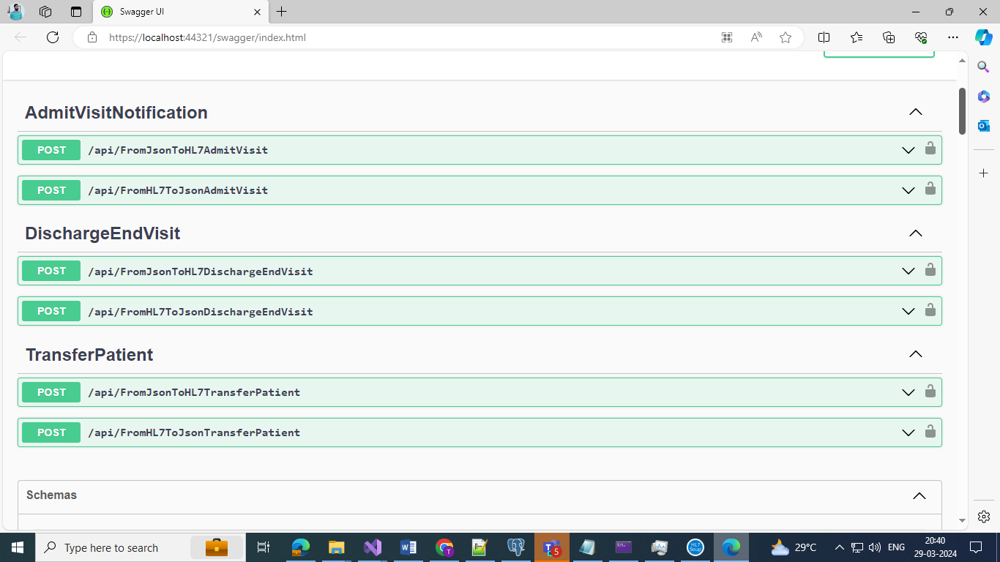 Swagger UI
https://localhost:44321/swagger/index.html
AdmitVisitNotification
POST /api/FromJsonToHL7AdmitVisit
POST /api/FromHL7ToJsonAdmitVisit
DischargeEndVisit
POST /api/FromJsonToHL7DischargeEndVisit
POST /api/FromHL7ToJsonDischargeEndVisit
TransferPatient
POST /api/FromJsonToHL7TransferPatient
POST /api/FromHL7ToJsonTransferPatient
Schemas
Type here to search
T
5
HL7
Soup
29°C
ENG
20:40
29-03-2024